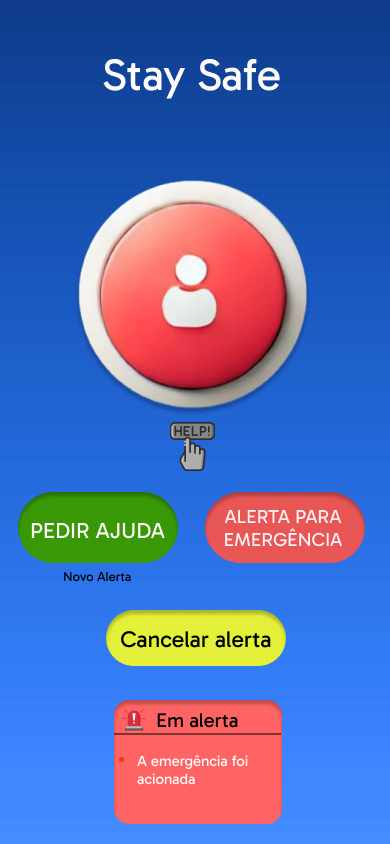 Stay Safe
HELP!
PEDIR AJUDA
ALERTA PARA
EMERGÊNCIA
Novo Alerta
Cancelar alerta
Em alerta
A emergência foi
acionada